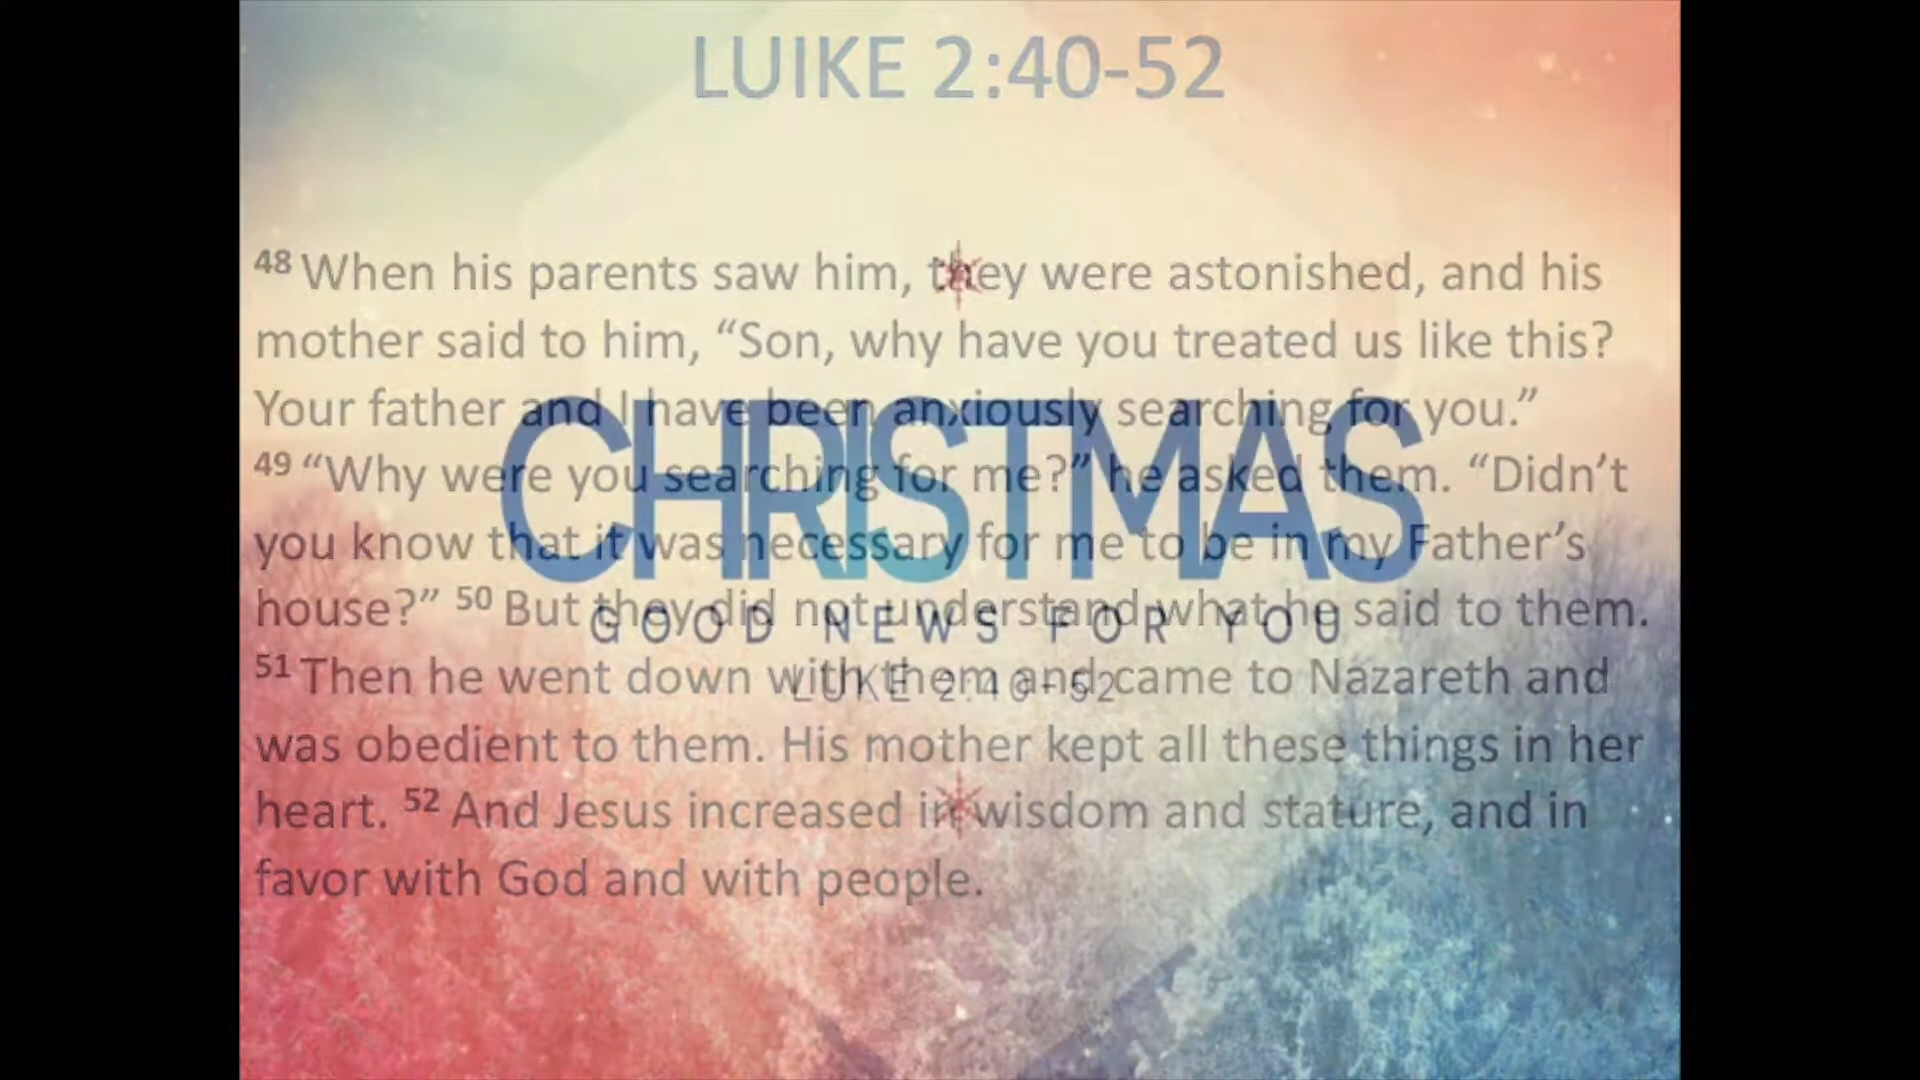 LUIKE 2:40-52
48 When his parents saw him, they were astonished, and his
mother said to him, “Son, why have you treated us like this?
Your father and I have been anxiously searching for you.”
CHRISTMAS
49 “Why were you searching for me?” he asked them. “Didn’t
you know that it was necessary for me to be in my Father’s
house?” 50 But they did not understand what he said to them.
GOOD NEWS FOR YOU
51 Then he went down with them and came to Nazareth and
LUKE 2:40-52
was obedient to them. His mother kept all these things in her
heart. 52 And Jesus increased in wisdom and stature, and in
favor with God and with people.